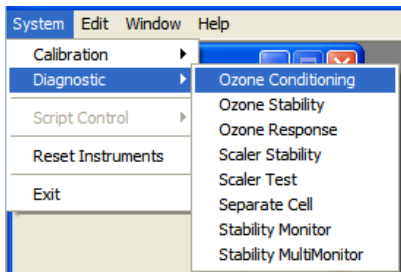 System Edit Window Help
Calibration
Diagnostic
Script Control
Reset Instruments
Exit
Ozone Conditioning
Ozone Stability
Ozone Response
Scaler Stability
Scaler Test
Separate Cell
Stability Monitor
Stability MultiMonitor